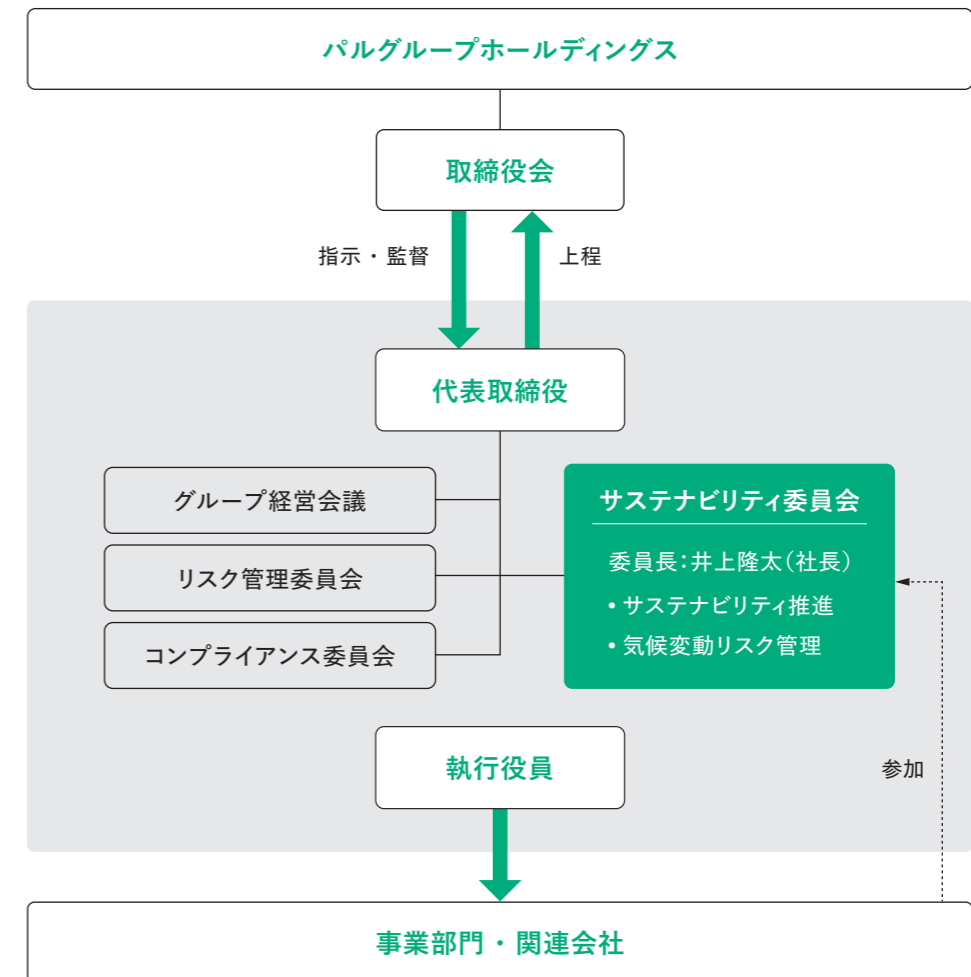 パルグループホールディングス
取締役会
指示・監督
上程
代表取締役
グループ経営会議
リスク管理委員会
コンプライアンス委員会
サステナビリティ委員会
委員長：井上隆太（社長）
• サステナビリティ推進
• 気候変動リスク管理
執行役員
参加
事業部門・関連会社